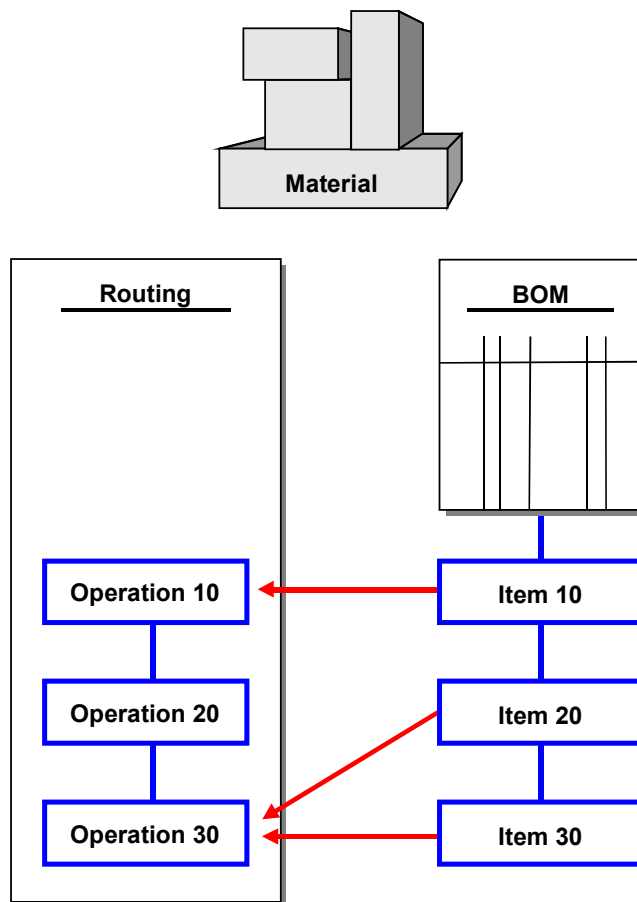 Material
Routing
BOM
Operation 10
Item 10
Operation 20
Item 20
Operation 30
Item 30